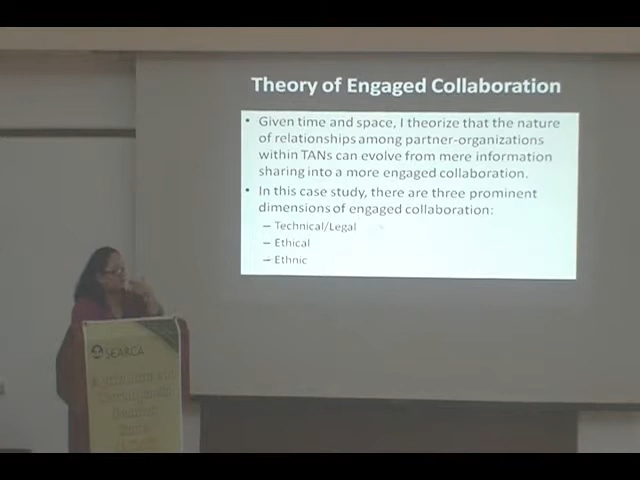 Theory of Engaged Collaboration
• Given time and space, I theorize that the nature
of relationships among partner-organizations
within TANs can evolve from mere information
sharing into a more engaged collaboration.
• In this case study, there are three prominent
dimensions of engaged collaboration:
– Technical/Legal
– Ethical
– Ethnic
SEARCA